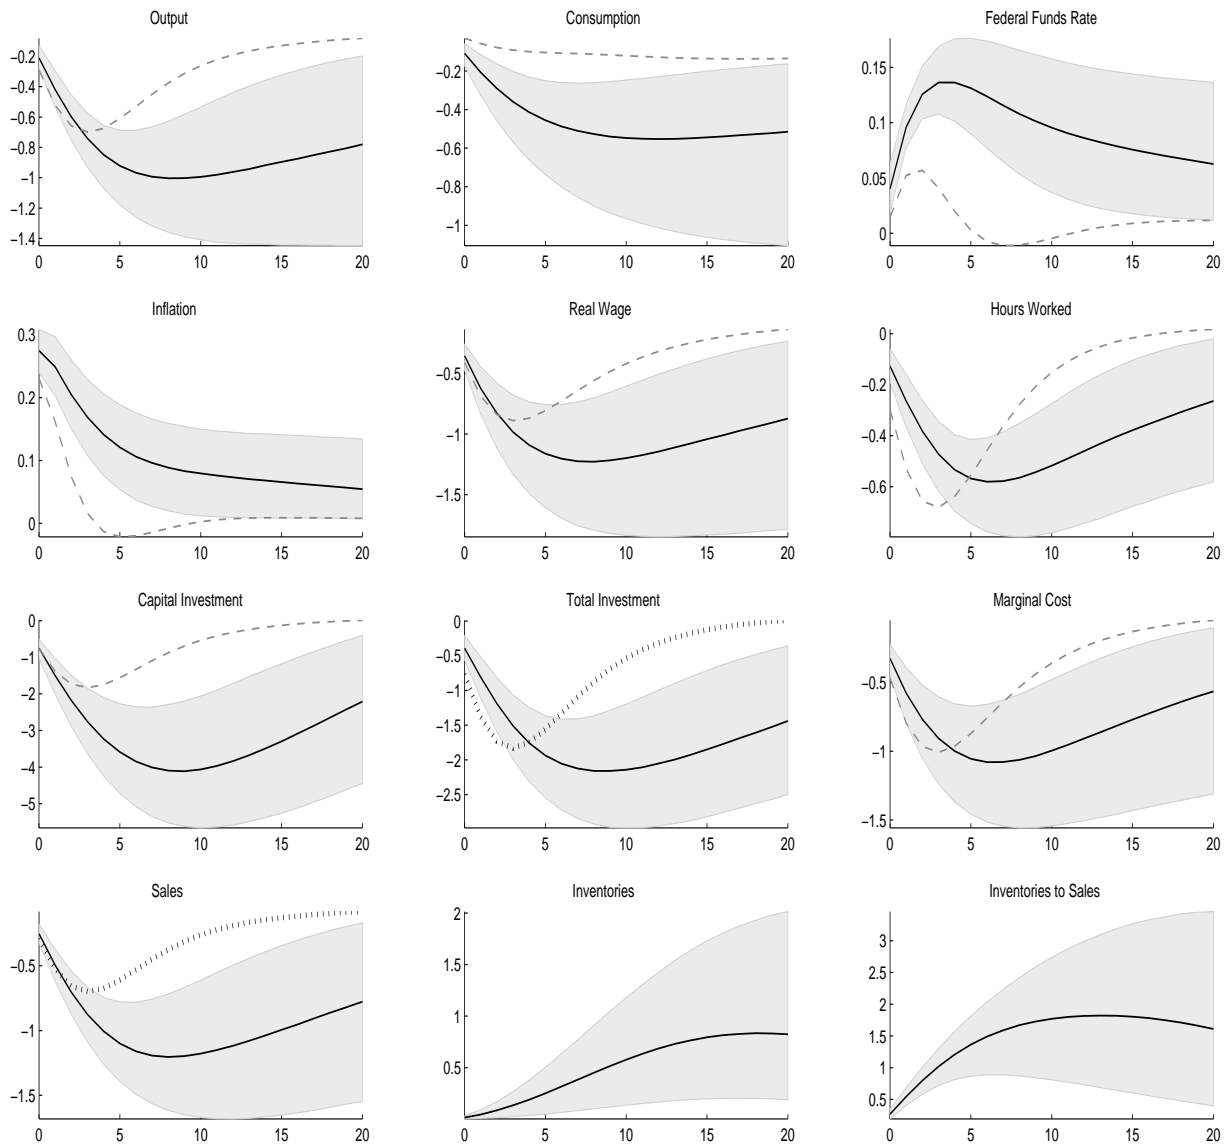 Output
−0.2
−0.4
−0.6
−0.8
−1
−1.2
−1.4
0 5 10 15 20
Consumption
−0.2
−0.4
−0.6
−0.8
−1
0 5 10 15 20
Federal Funds Rate
0.15
0.1
0.05
0
0 5 10 15 20
Inflation
0.3
0.2
0.1
0
0 5 10 15 20
Real Wage
−0.5
−1
−1.5
0 5 10 15 20
Hours Worked
0
−0.2
−0.4
−0.6
0 5 10 15 20
Capital Investment
0
−1
−2
−3
−4
−5
0 5 10 15 20
Total Investment
0
−0.5
−1
−1.5
−2
−2.5
0 5 10 15 20
Marginal Cost
−0.5
−1
−1.5
0 5 10 15 20
Sales
−0.5
−1
−1.5
0 5 10 15 20
Inventories
2
1.5
1
0.5
0 5 10 15 20
Inventories to Sales
3
2.5
2
1.5
1
0.5
0 5 10 15 20